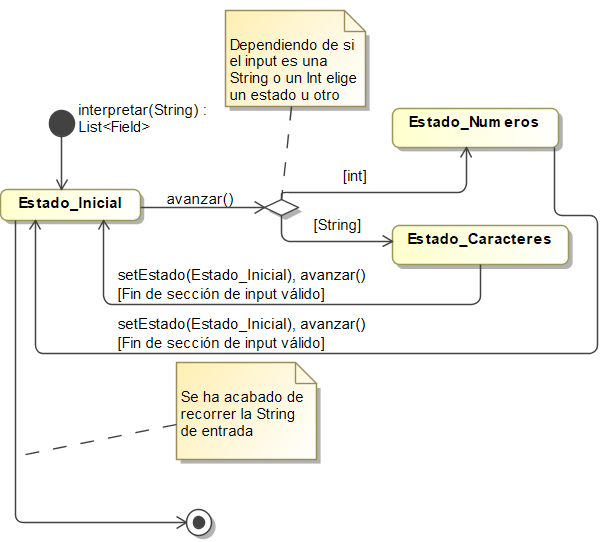 Dependiendo de si
el input es una
String o un Int elige
un estado u otro
interpretar(String) :
List<Field>
Estado_Numeros
[int]
Estado_Inicial
avanzar()
[String]
Estado_Caracteres
setEstado(Estado_Inicial), avanzar()
[Fin de sección de input válido]
setEstado(Estado_Inicial), avanzar()
[Fin de sección de input válido]
Se ha acabado de
recorrer la String
de entrada